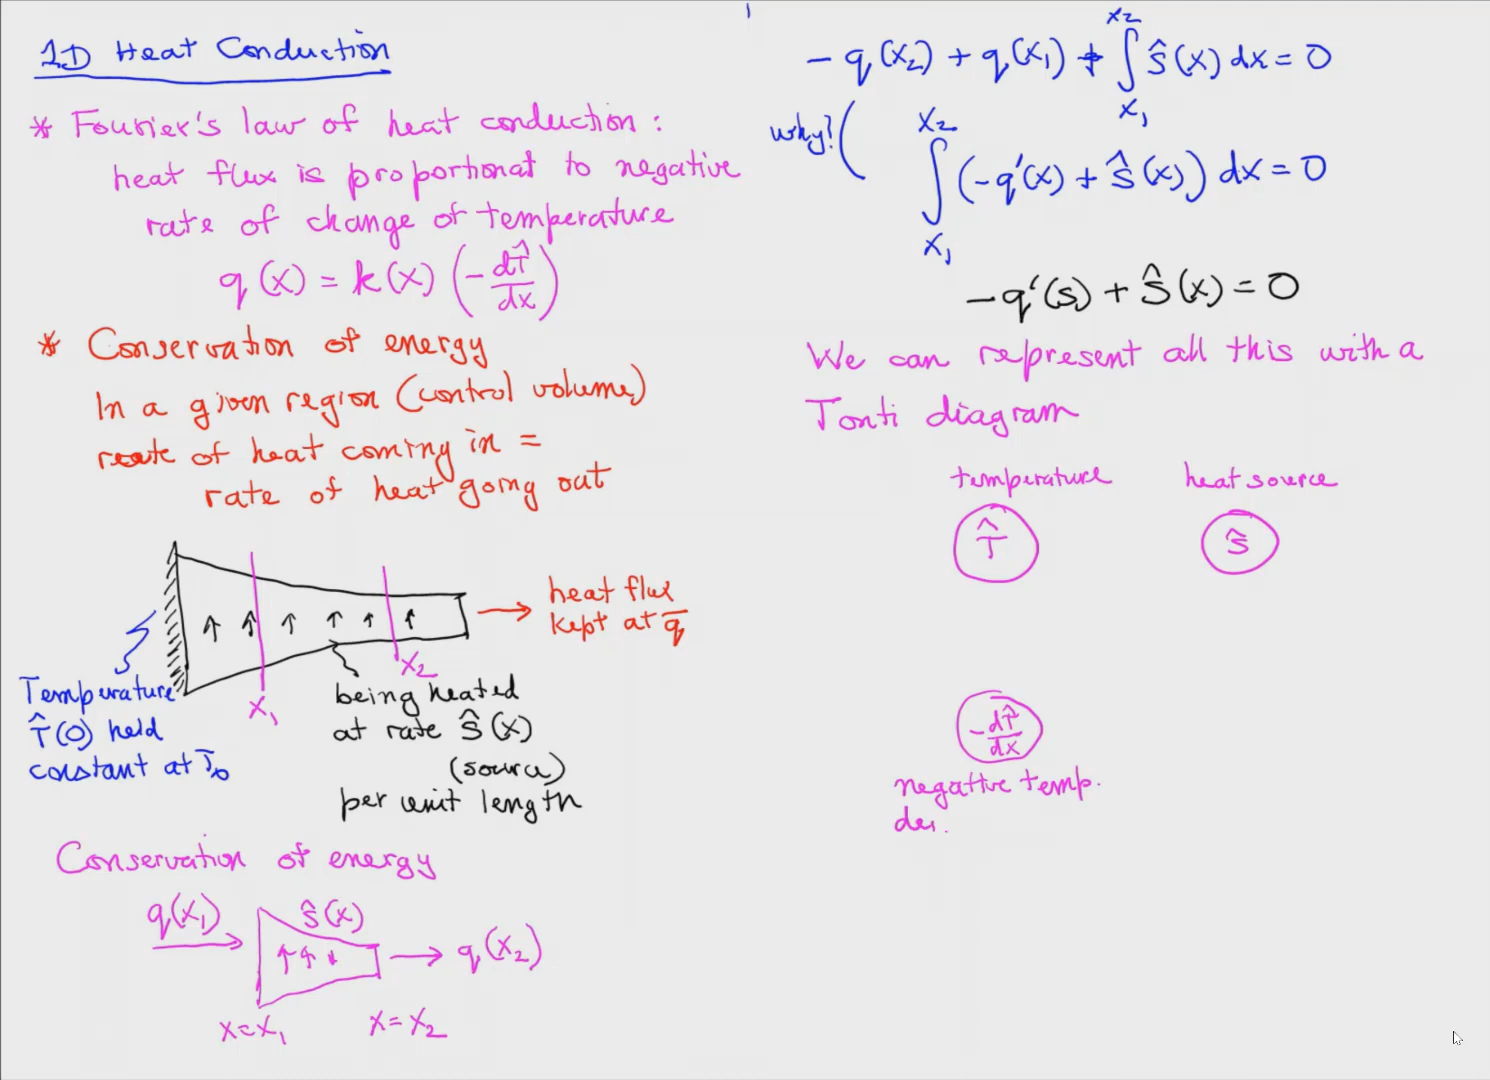 1D Heat Conduction
* Fourier's law of heat conduction:
heat flux is proportional to negative
rate of change of temperature
q(x) = k(x) (-dT̂/dx)
* Conservation of energy
In a given region (control volume)
rate of heat coming in =
rate of heat going out
heat flux
kept at q̄
x₁
x₂
Temperature
T̂(0) held
constant at T₀
being heated
at rate ŝ(x)
(source)
per unit length
Conservation of energy
q(x₁)
ŝ(x)
q(x₂)
x=x₁
x=x₂
-q(x₂) + q(x₁) + ∫_{x₁}^{x₂} ŝ(x) dx = 0
why? (
∫_{x₁}^{x₂} (-q'(x) + ŝ(x)) dx = 0
-q'(s) + ŝ(x) = 0
We can represent all this with a
Tonti diagram
temperature
heat source
T̂
ŝ
-dT̂/dx
negative temp.
der.